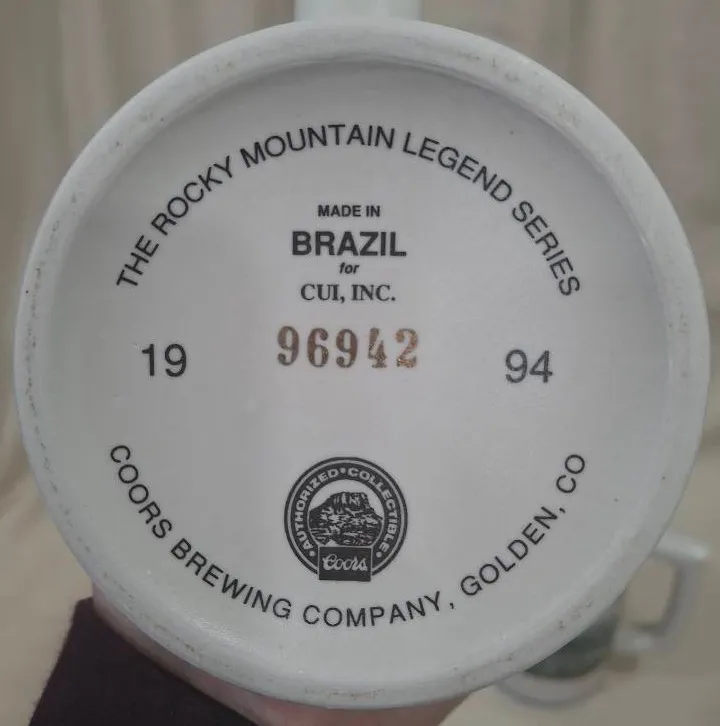 THE ROCKY MOUNTAIN LEGEND SERIES
MADE IN
BRAZIL
for
CUI, INC.
96942
19 94
AUTHORIZED•COLLECTIBLE
Coors
COORS BREWING COMPANY, GOLDEN, CO